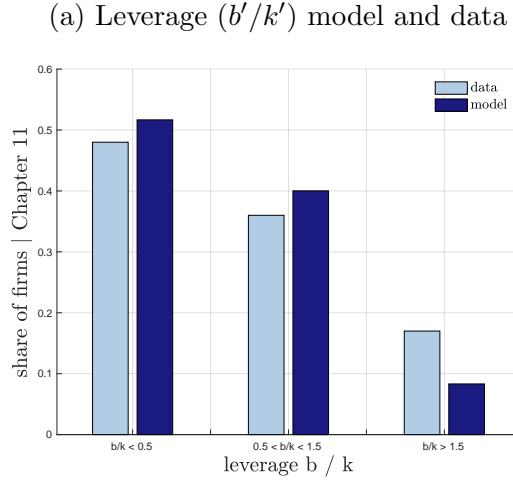 (a) Leverage (b′/k′) model and data
0.6
0.5
0.4
0.3
0.2
0.1
0
share of firms | Chapter 11
data
model
b/k < 0.5
0.5 < b/k < 1.5
b/k > 1.5
leverage b / k